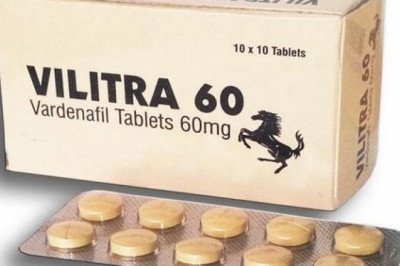 10 x 10 Tablets
VILITRA 60
Vardenafil Tablets 60mg